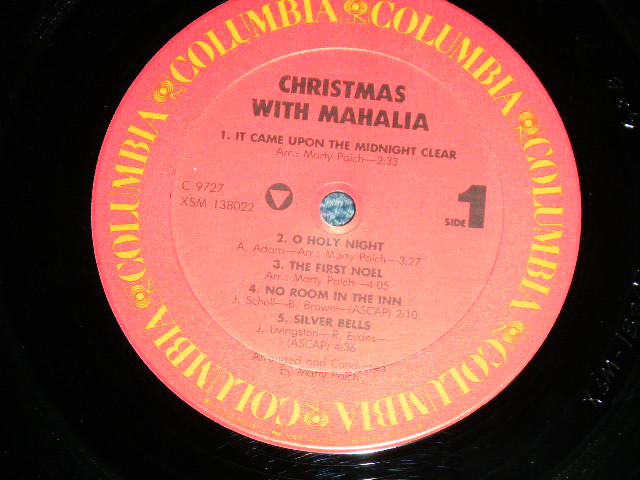 COLUMBIA COLUMBIA COLUMBIA COLUMBIA COLUMBIA COLUMBIA
CHRISTMAS
WITH MAHALIA
1. IT CAME UPON THE MIDNIGHT CLEAR
Arr.: Marty Paich—2:33
C 9727
XSM 138022
SIDE 1
2. O HOLY NIGHT
A. Adam—Arr.: Marty Paich—3:27
3. THE FIRST NOEL
Arr.: Marty Paich—4:05
4. NO ROOM IN THE INN
J. Scholl—B. Brown—(ASCAP) 2:10
5. SILVER BELLS
J. Livingston—R. Evans—
(ASCAP) 4:36
Arranged and Conducted
By Marty Paich